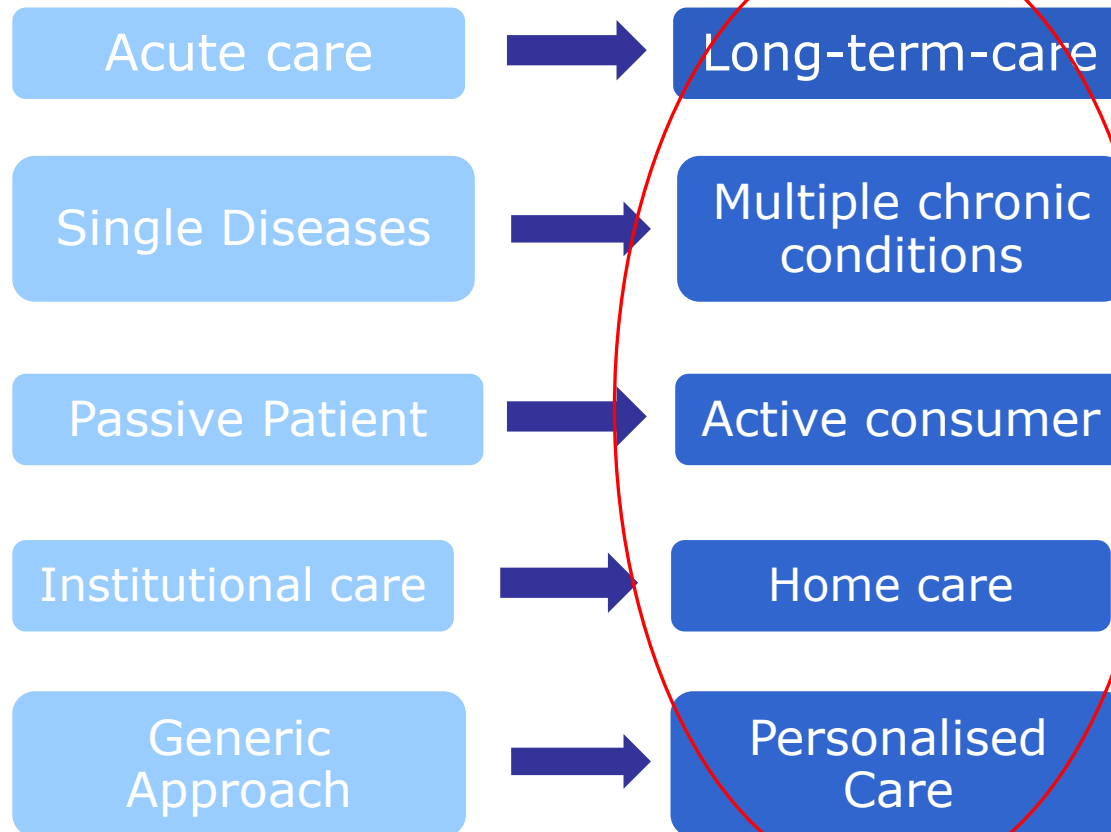 Acute care
Long-term-care
Single Diseases
Multiple chronic
conditions
Passive Patient
Active consumer
Institutional care
Home care
Generic
Approach
Personalised
Care